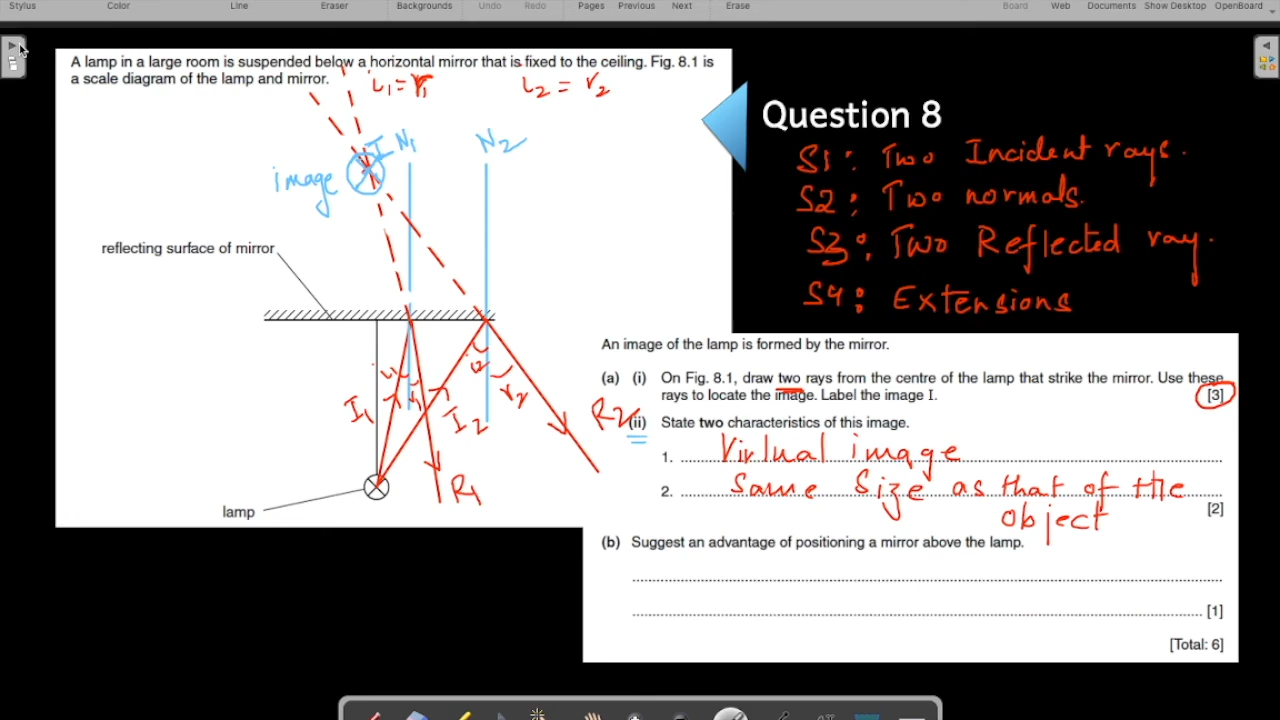 Stylus Color Line Eraser Backgrounds Undo Redo Pages Previous Next Erase Board Web Documents Show Desktop OpenBoard
A lamp in a large room is suspended below a horizontal mirror that is fixed to the ceiling. Fig. 8.1 is
a scale diagram of the lamp and mirror.
i1 = r1 i2 = r2
Question 8
S1 : Two Incident rays.
S2 : Two normals.
S3 : Two Reflected ray.
S4 : Extensions
I N1 N2
image
reflecting surface of mirror
i2 r2
I1 I2
R2
R1
lamp
An image of the lamp is formed by the mirror.
(a) (i) On Fig. 8.1, draw two rays from the centre of the lamp that strike the mirror. Use these
rays to locate the image. Label the image I. [3]
(ii) State two characteristics of this image.
1. Virtual image
2. Same Size as that of the
object [2]
(b) Suggest an advantage of positioning a mirror above the lamp.
[1]
[Total: 6]